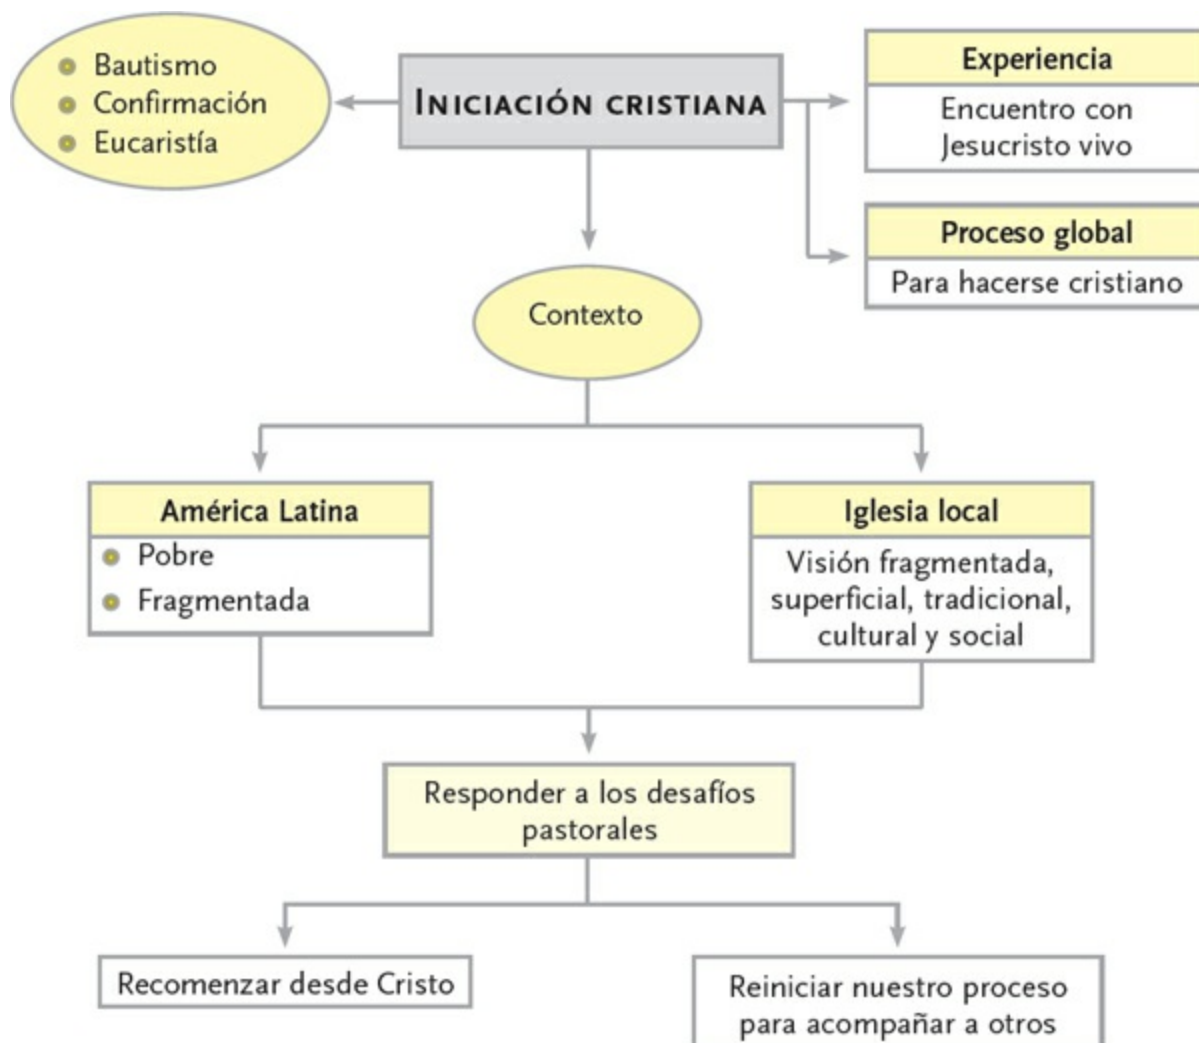 INICIACIÓN CRISTIANA
Bautismo
Confirmación
Eucaristía
Experiencia
Encuentro con
Jesucristo vivo
Proceso global
Para hacerse cristiano
Contexto
América Latina
Pobre
Fragmentada
Iglesia local
Visión fragmentada,
superficial, tradicional,
cultural y social
Responder a los desafíos
pastorales
Recomenzar desde Cristo
Reiniciar nuestro proceso
para acompañar a otros